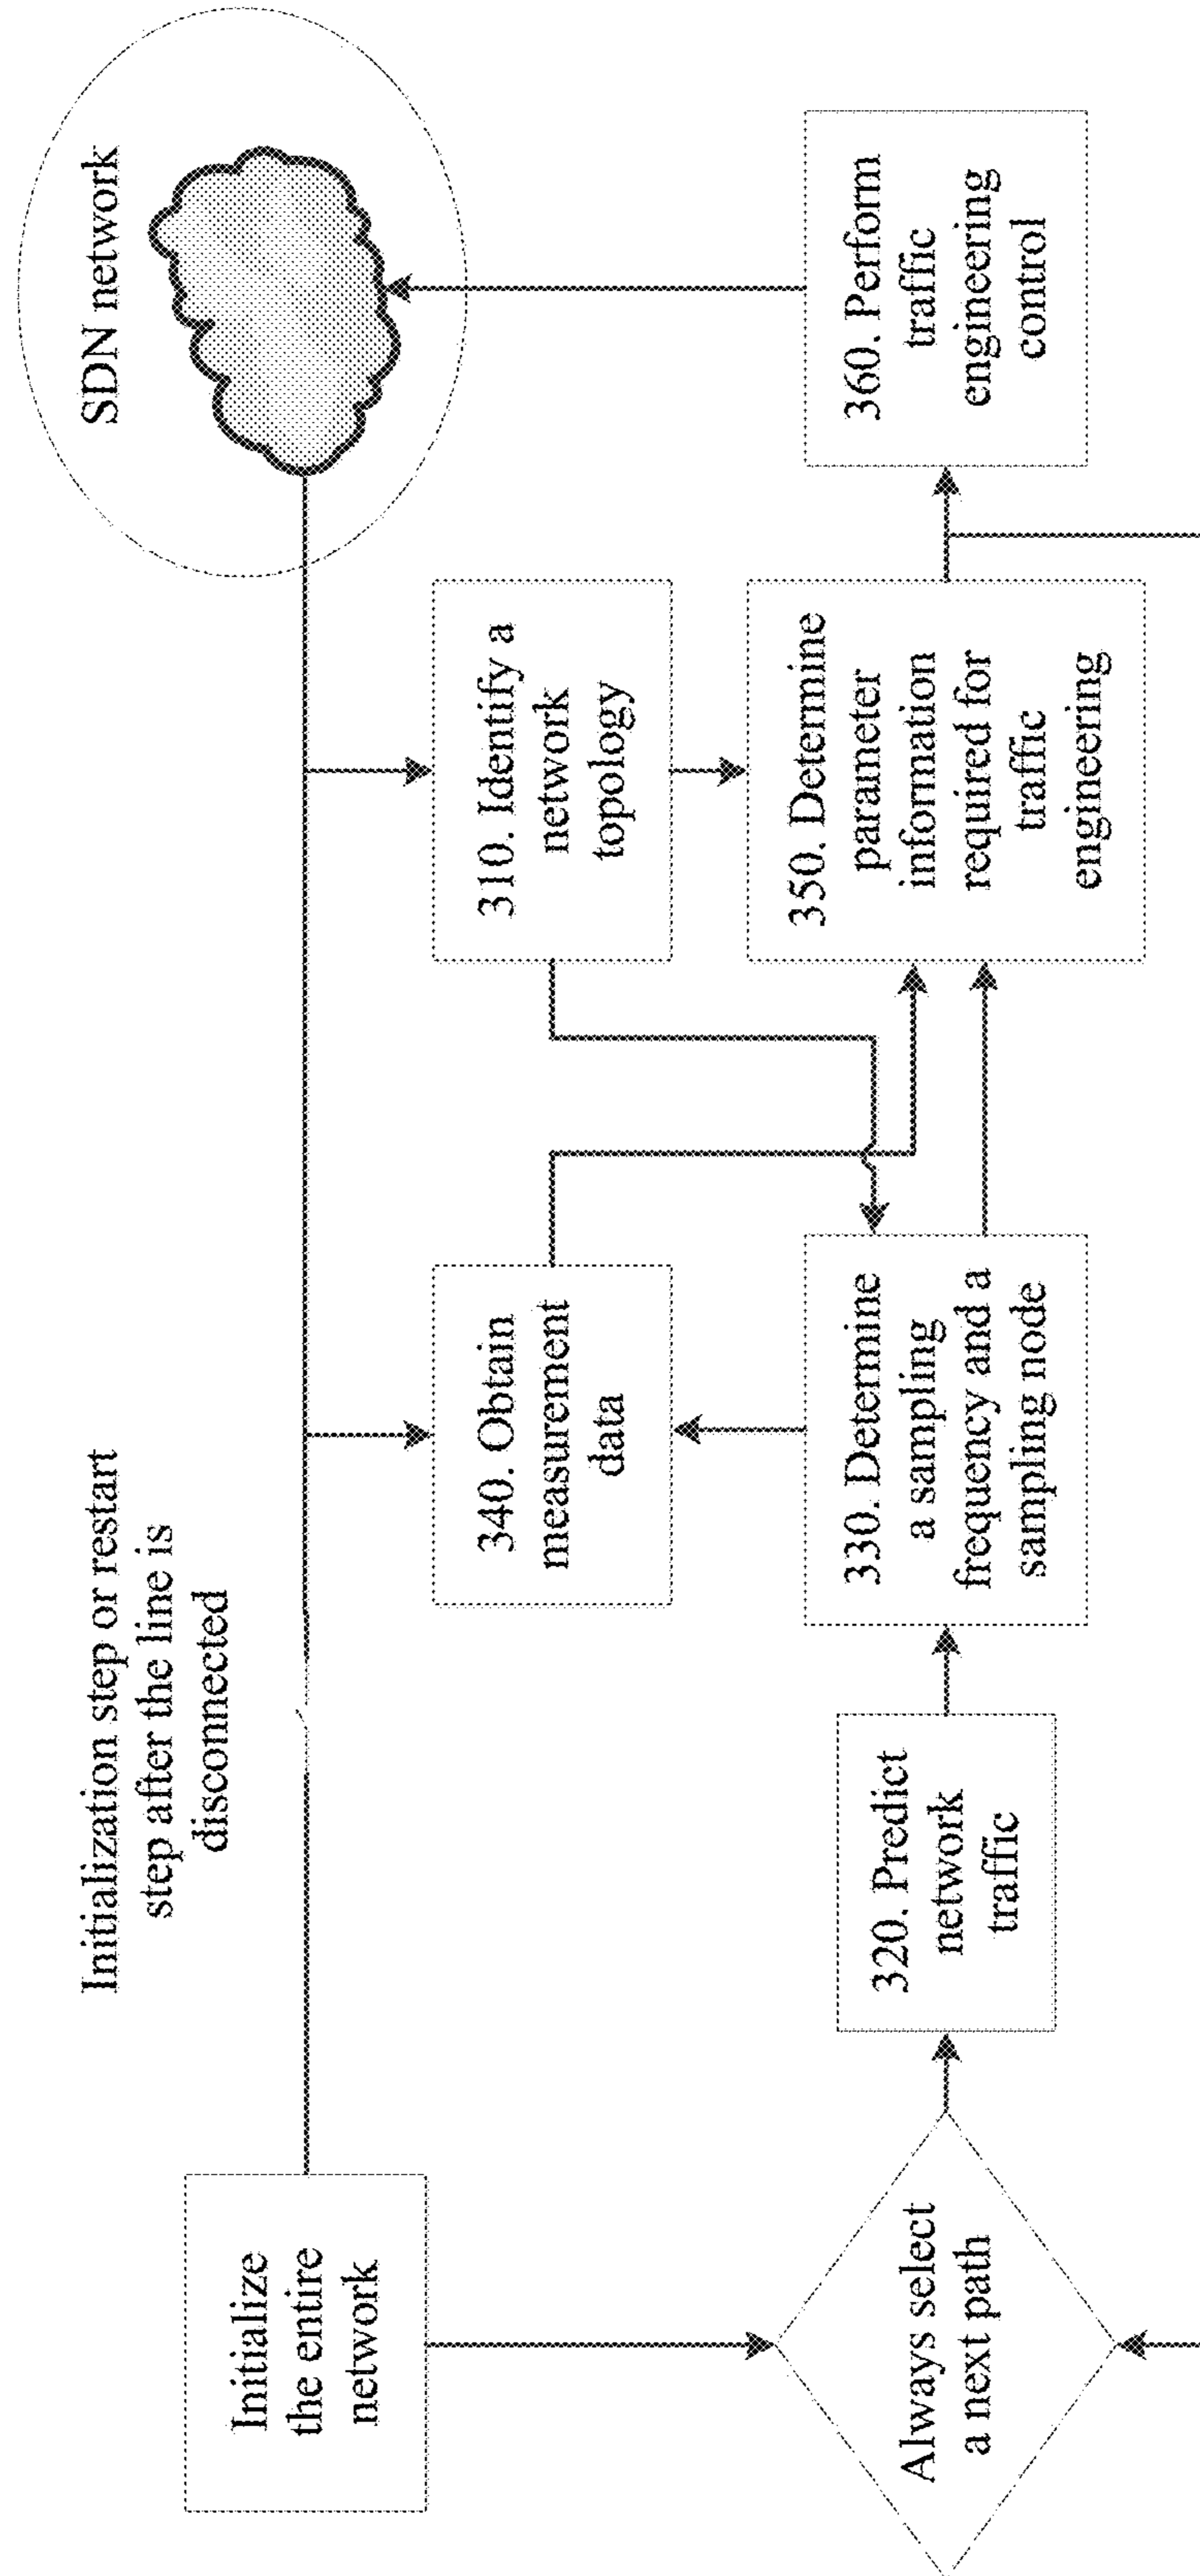 Initialization step or restart
step after the line is
disconnected
SDN network
Initialize
the entire
network
340. Obtain
measurement
data
310. Identify a
network
topology
Always select
a next path
320. Predict
network
traffic
330. Determine
a sampling
frequency and a
sampling node
350. Determine
parameter
information
required for
traffic
engineering
360. Perform
traffic
engineering
control